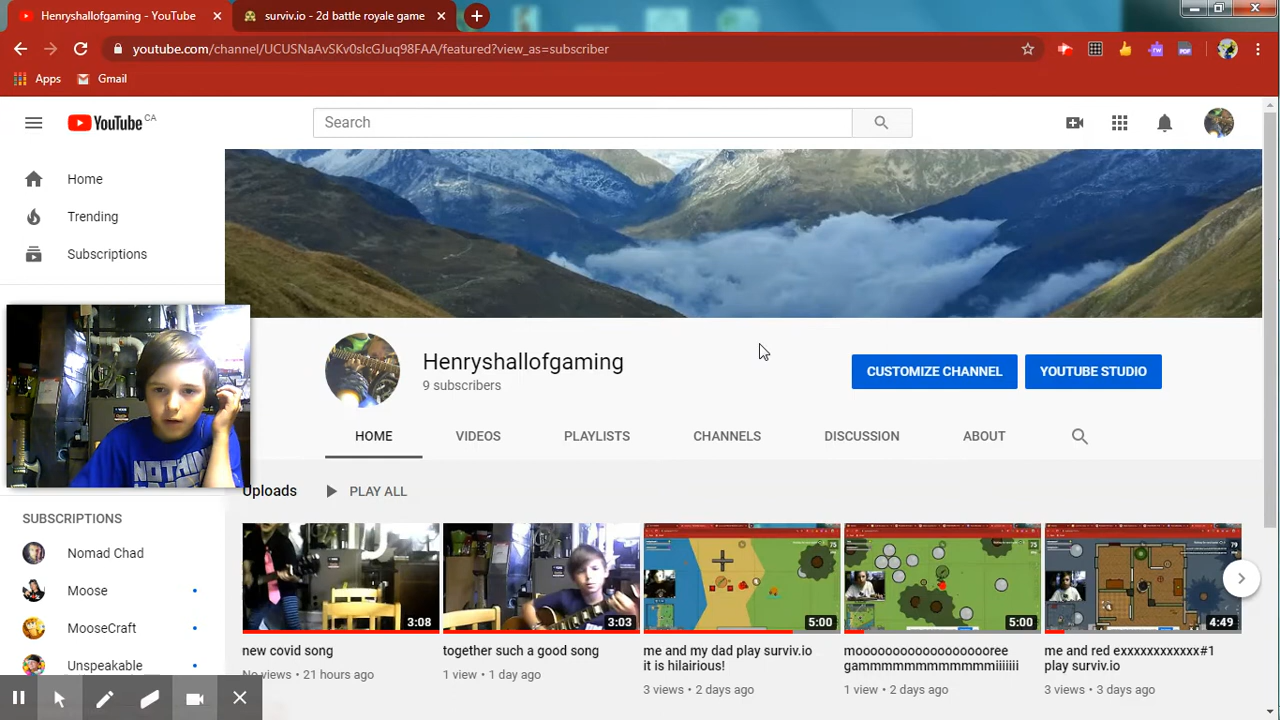 Henryshallofgaming - YouTube
surviv.io - 2d battle royale game
youtube.com/channel/UCUSNaAvSKv0slcGJuq98FAA/featured?view_as=subscriber
Apps
Gmail
YouTube CA
Search
Home
Trending
Subscriptions
NOTHING
Henryshallofgaming
9 subscribers
CUSTOMIZE CHANNEL
YOUTUBE STUDIO
HOME
VIDEOS
PLAYLISTS
CHANNELS
DISCUSSION
ABOUT
Uploads
PLAY ALL
SUBSCRIPTIONS
Nomad Chad
Moose
MooseCraft
Unspeakable
3:08
new covid song
No views • 21 hours ago
3:03
together such a good song
1 view • 1 day ago
5:00
me and my dad play surviv.io
it is hilairious!
3 views • 2 days ago
5:00
moooooooooooooooooree
gammmmmmmmmmmiiiiiii
1 view • 2 days ago
4:49
me and red exxxxxxxxxxx#1
play surviv.io
3 views • 3 days ago